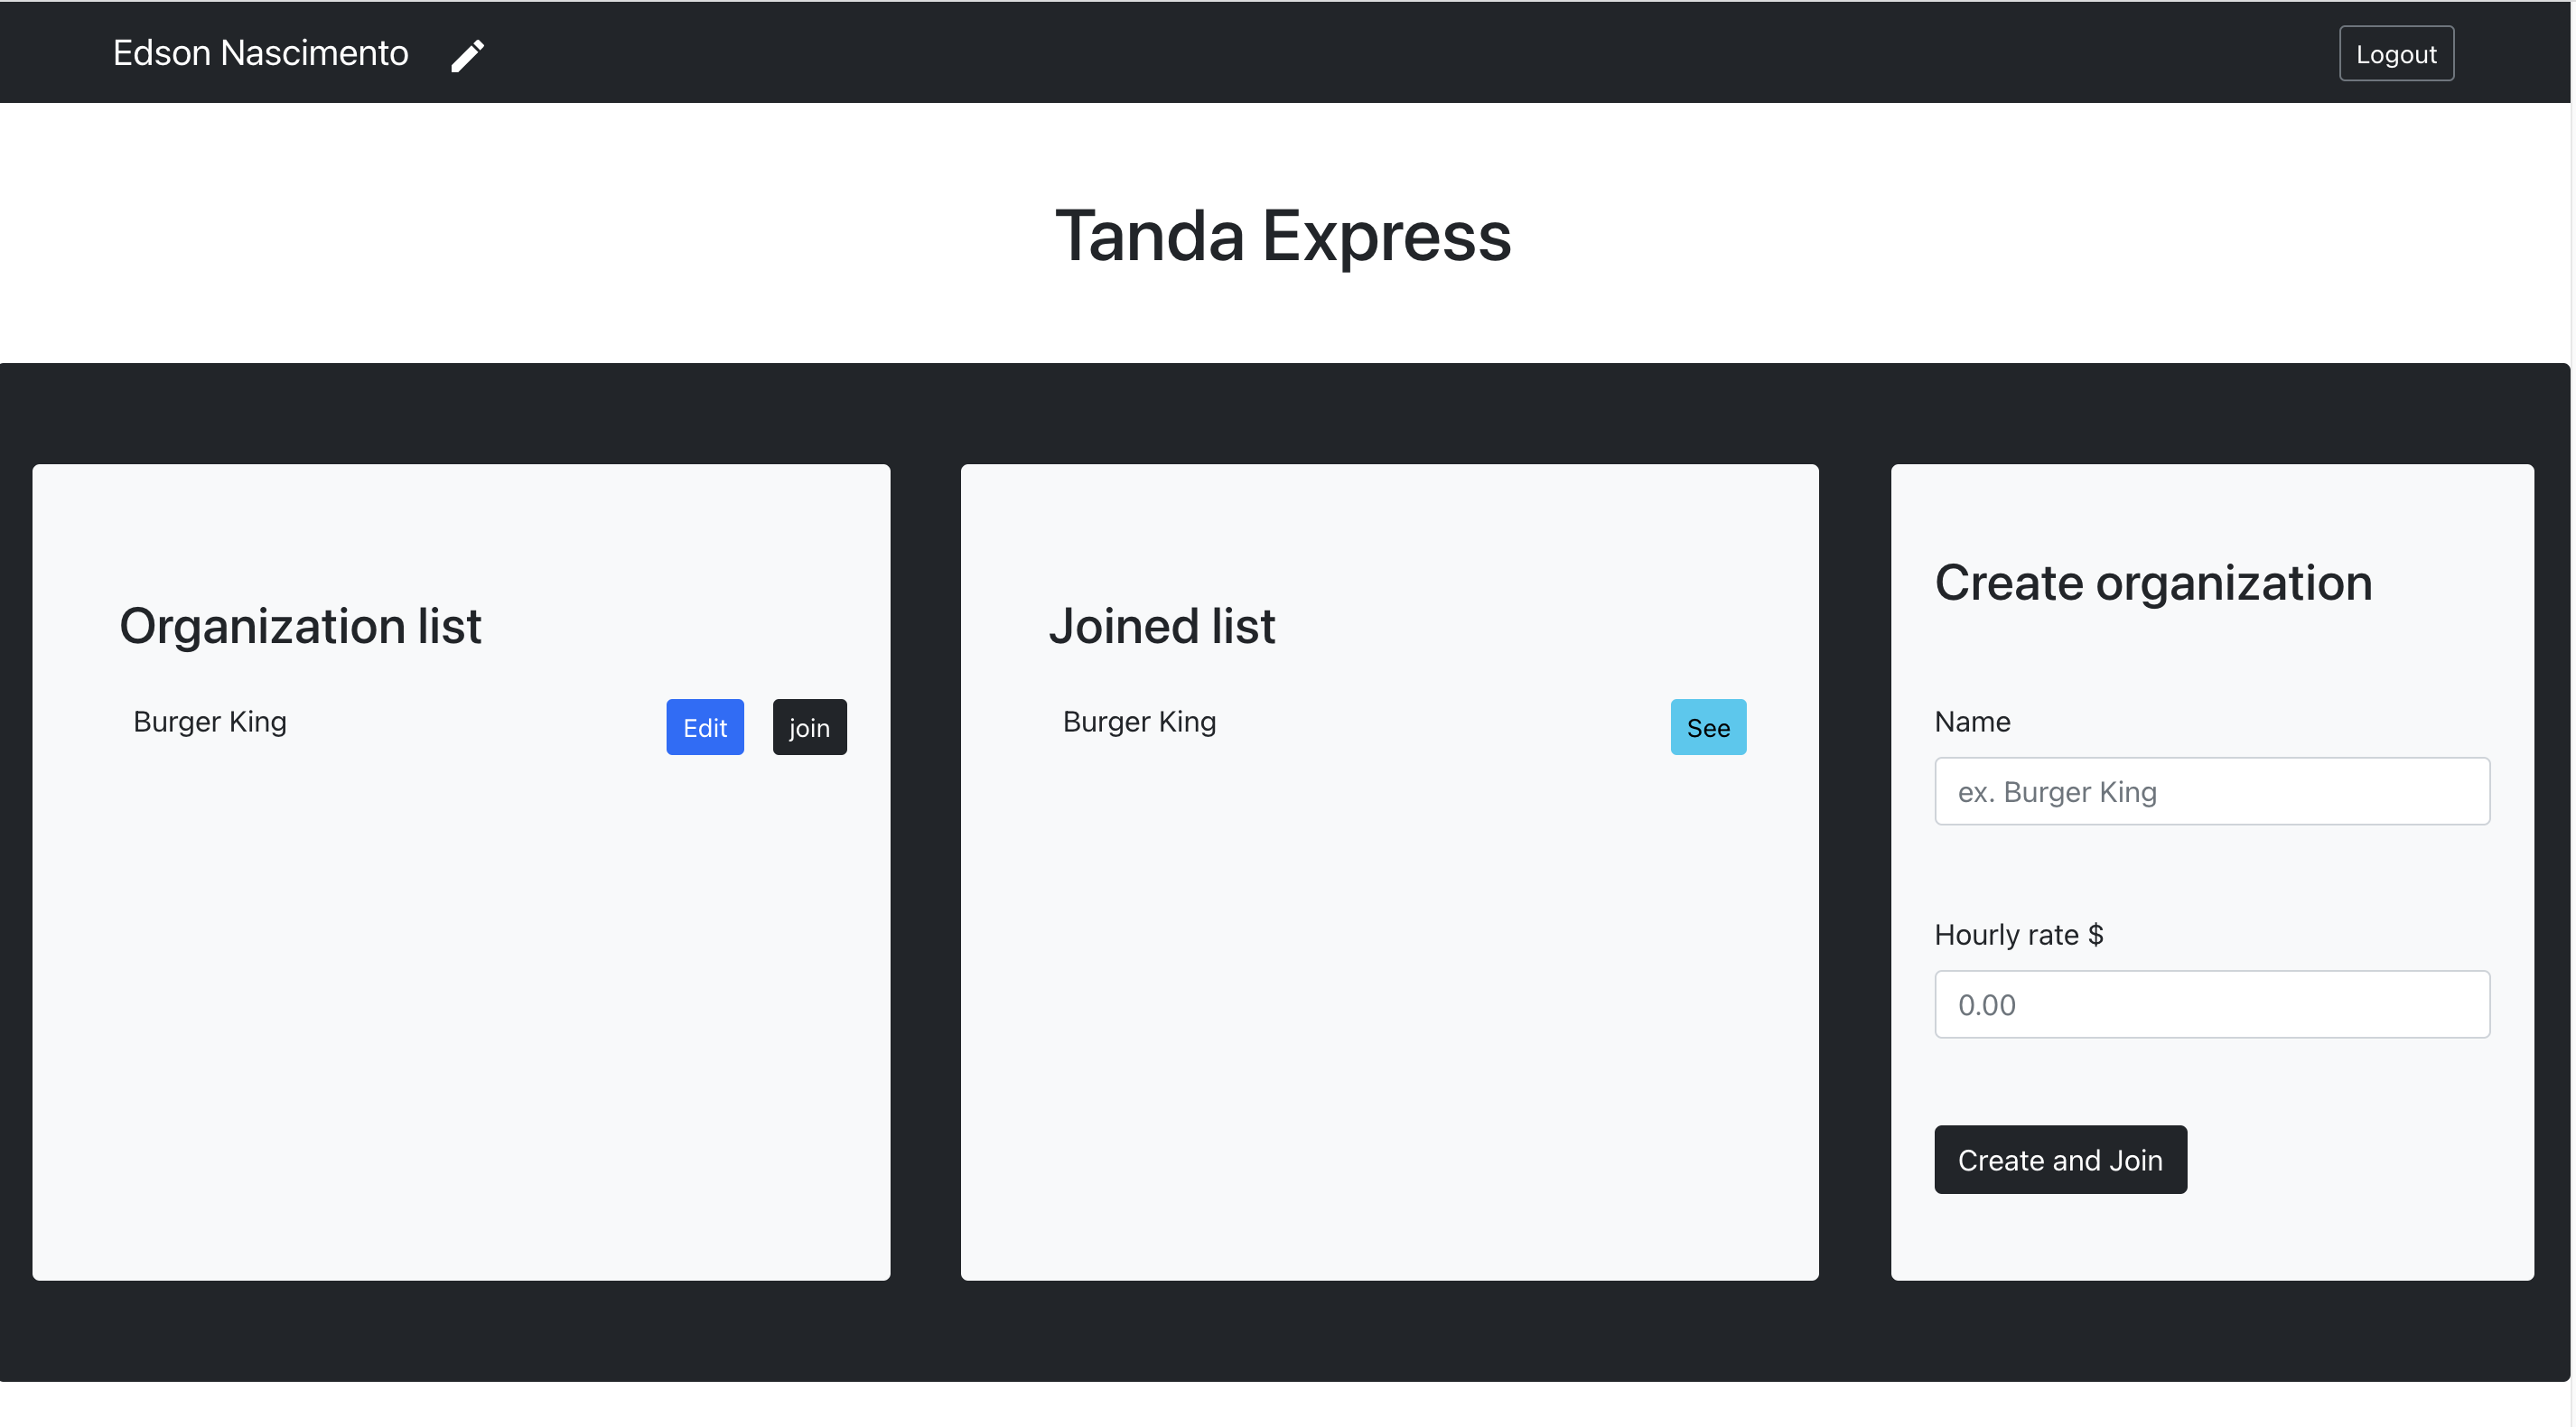 Edson Nascimento
Logout
Tanda Express
Organization list
Burger King
Edit
join
Joined list
Burger King
See
Create organization
Name
ex. Burger King
Hourly rate $
0.00
Create and Join